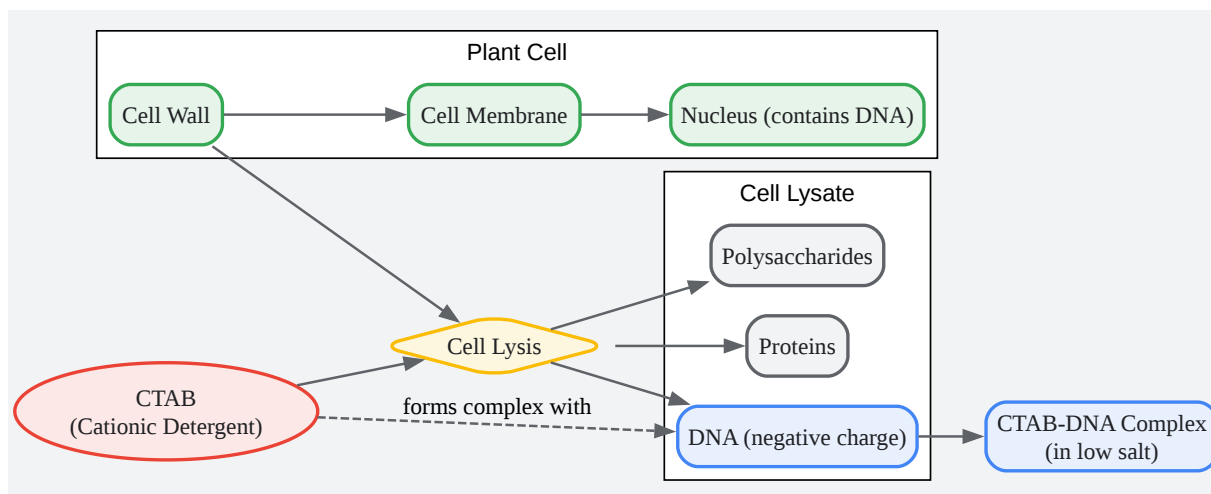 Plant Cell
Cell Wall
Cell Membrane
Nucleus (contains DNA)
Cell Lysate
Polysaccharides
Cell Lysis
Proteins
CTAB
(Cationic Detergent)
forms complex with
DNA (negative charge)
CTAB-DNA Complex
(in low salt)